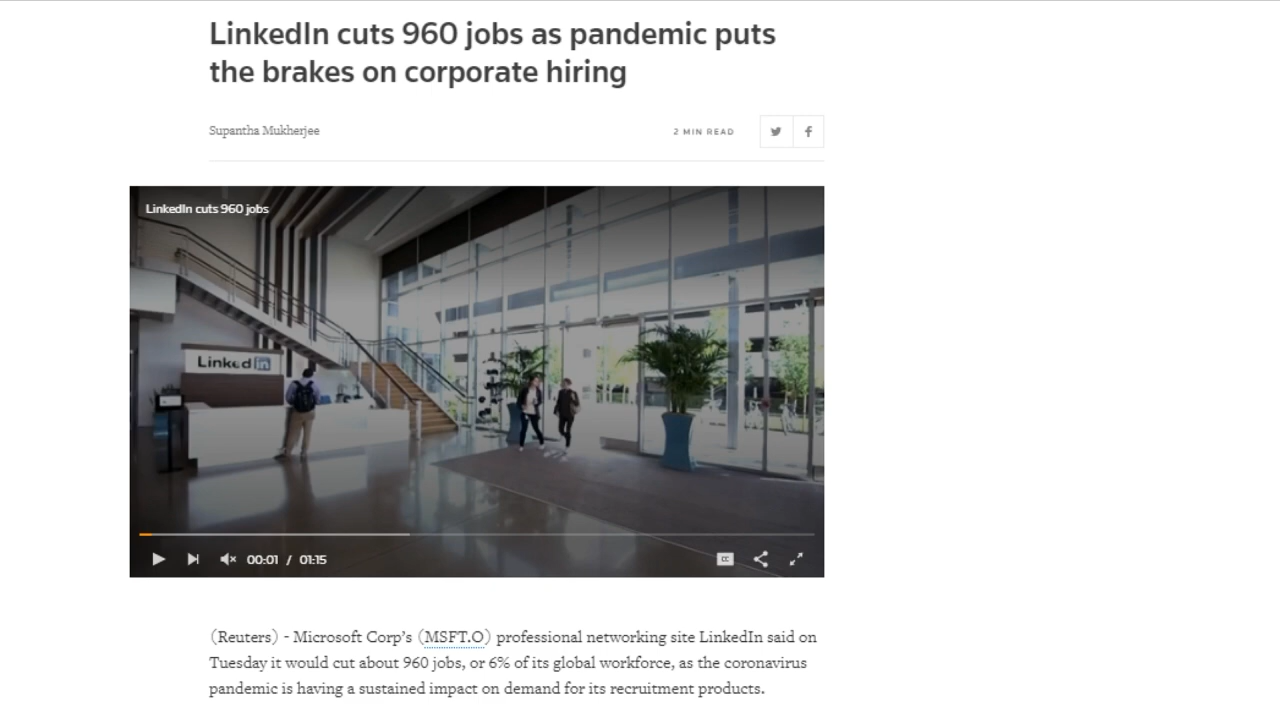 LinkedIn cuts 960 jobs as pandemic puts
the brakes on corporate hiring
Supantha Mukherjee
2 MIN READ
LinkedIn cuts 960 jobs
Linked in
00:01 / 01:15
CC
(Reuters) - Microsoft Corp’s (MSFT.O) professional networking site LinkedIn said on
Tuesday it would cut about 960 jobs, or 6% of its global workforce, as the coronavirus
pandemic is having a sustained impact on demand for its recruitment products.